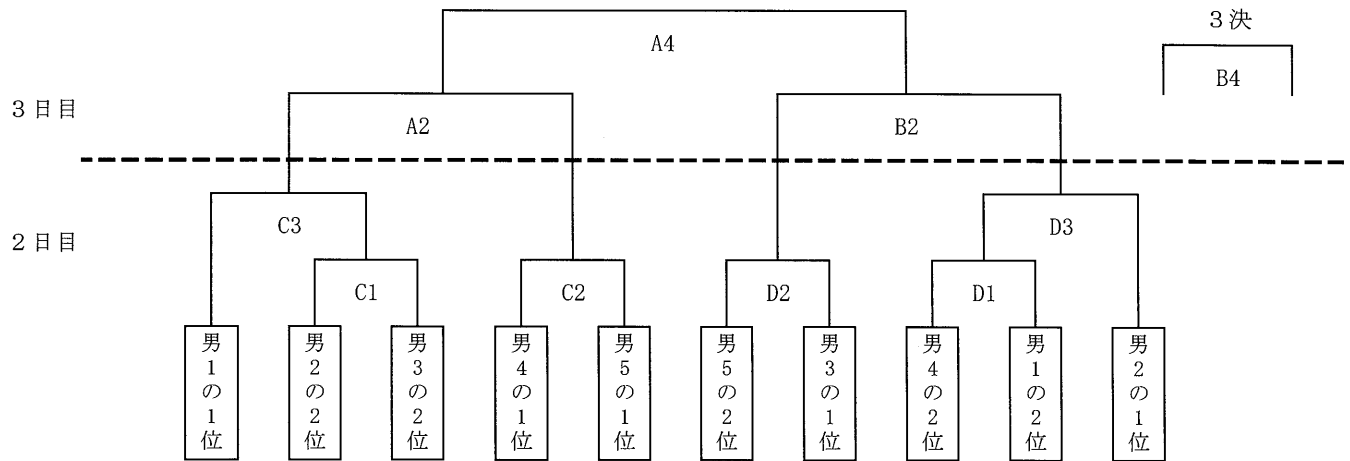 3決
A4
B4
3日目
A2
B2
C3
D3
2日目
C1
C2
D2
D1
男1の1位
男2の2位
男3の2位
男4の1位
男5の1位
男5の2位
男3の1位
男4の2位
男1の2位
男2の1位